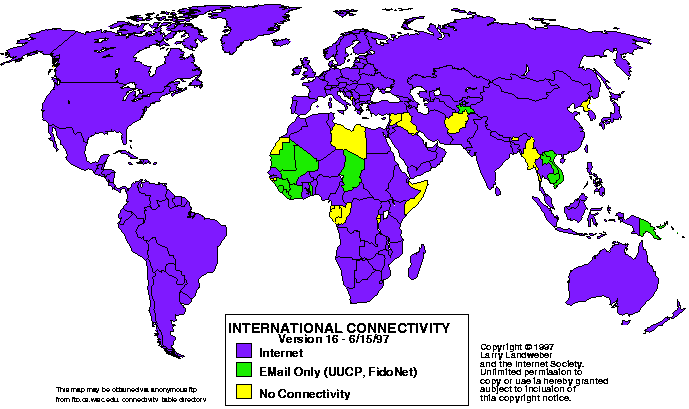 INTERNATIONAL CONNECTIVITY
Version 16 - 6/15/97
Internet
EMail Only (UUCP, FidoNet)
No Connectivity
This map may be obtained via anonymous ftp
from ftp.cs.wisc.edu, connectivity_table directory
Copyright © 1997
Larry Landweber
and the Internet Society.
Unlimited permission to
copy or use is hereby granted
subject to inclusion of
this copyright notice.